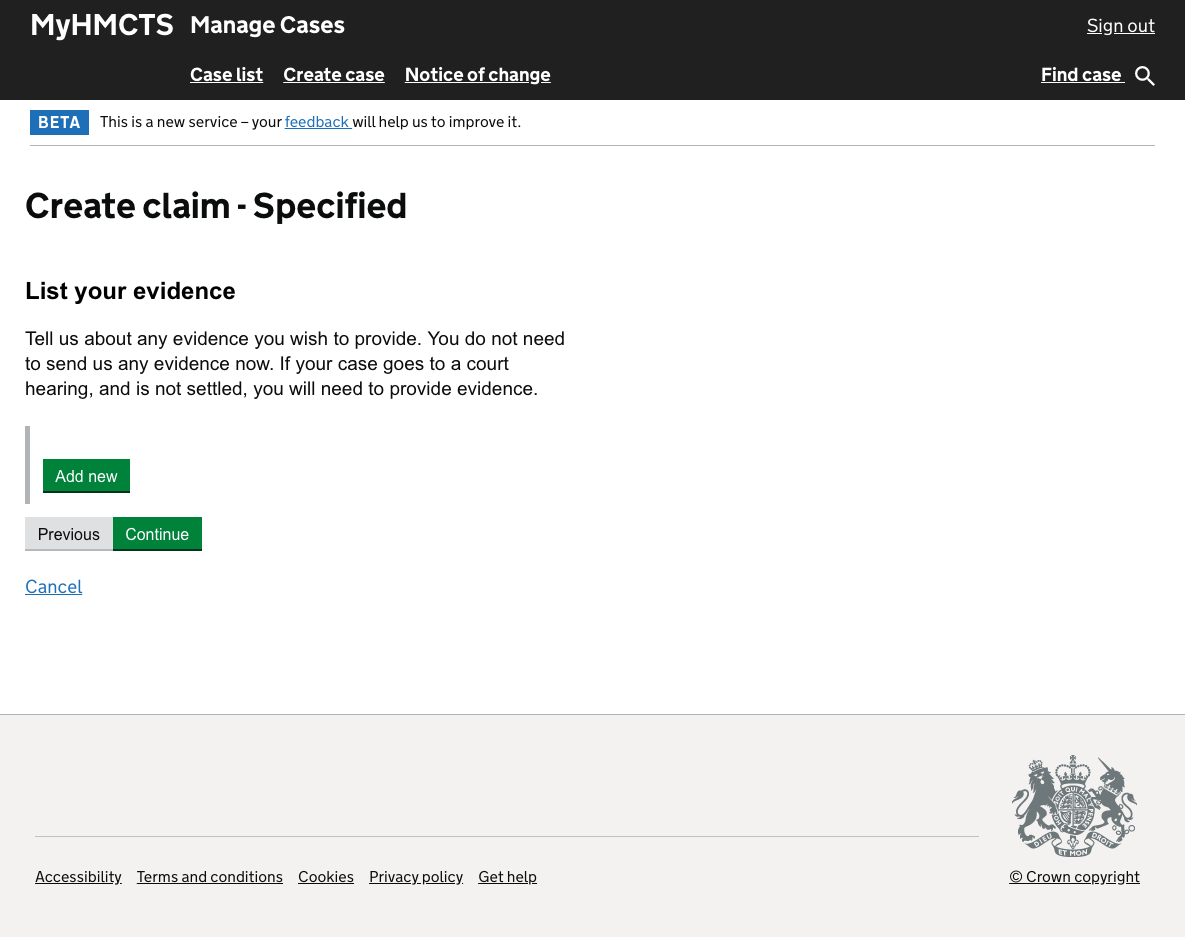 MyHMCTS Manage Cases Sign out
Case list Create case Notice of change Find case
BETA This is a new service – your feedback will help us to improve it.
Create claim - Specified
List your evidence
Tell us about any evidence you wish to provide. You do not need
to send us any evidence now. If your case goes to a court
hearing, and is not settled, you will need to provide evidence.
Add new
Previous Continue
Cancel
DIEU ET MON DROIT
Accessibility Terms and conditions Cookies Privacy policy Get help © Crown copyright